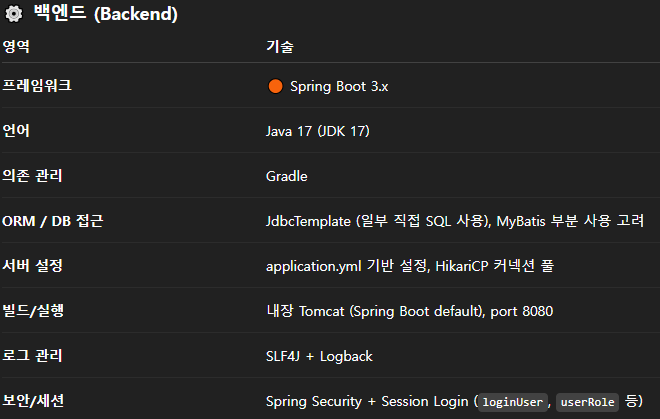 백엔드 (Backend)
영역 기술
프레임워크 Spring Boot 3.x
언어 Java 17 (JDK 17)
의존 관리 Gradle
ORM / DB 접근 JdbcTemplate (일부 직접 SQL 사용), MyBatis 부분 사용 고려
서버 설정 application.yml 기반 설정, HikariCP 커넥션 풀
빌드/실행 내장 Tomcat (Spring Boot default), port 8080
로그 관리 SLF4J + Logback
보안/세션 Spring Security + Session Login (loginUser, userRole 등)